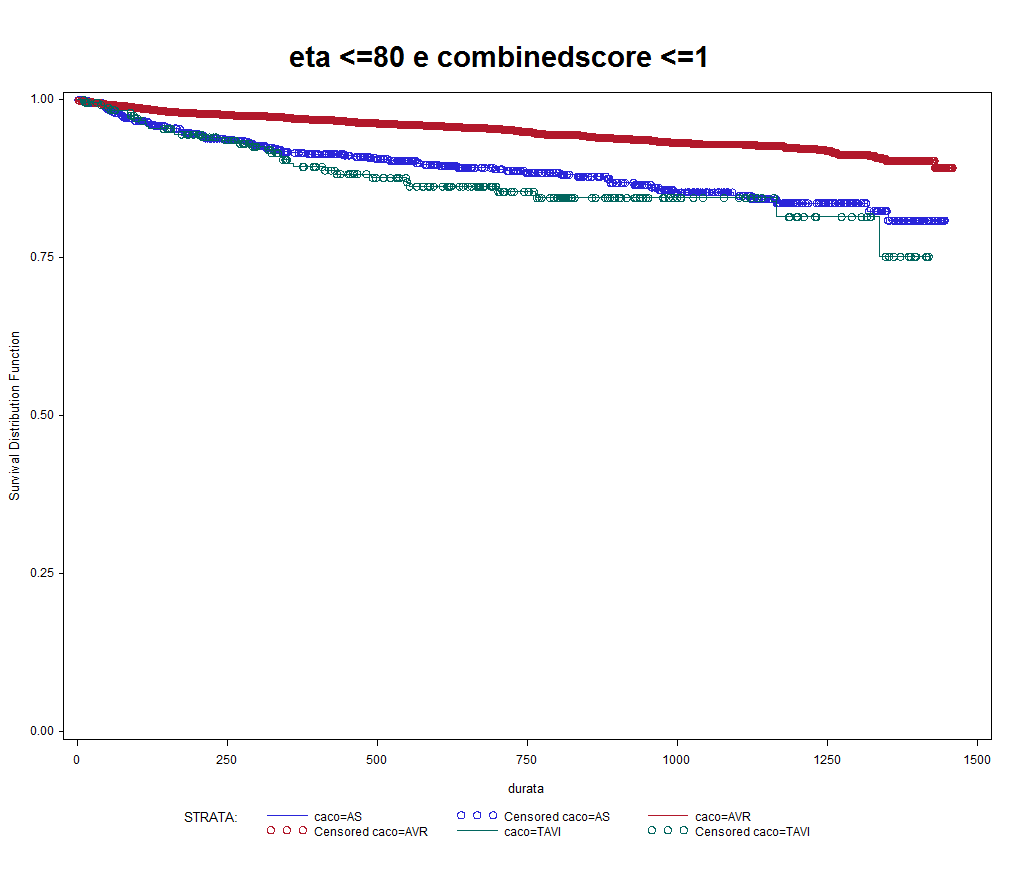 eta <=80 e combinedscore <=1
1.00
0.75
0.50
0.25
0.00
Survival Distribution Function
0 250 500 750 1000 1250 1500
durata
STRATA: caco=AS Censored caco=AS caco=AVR
Censored caco=AVR caco=TAVI Censored caco=TAVI